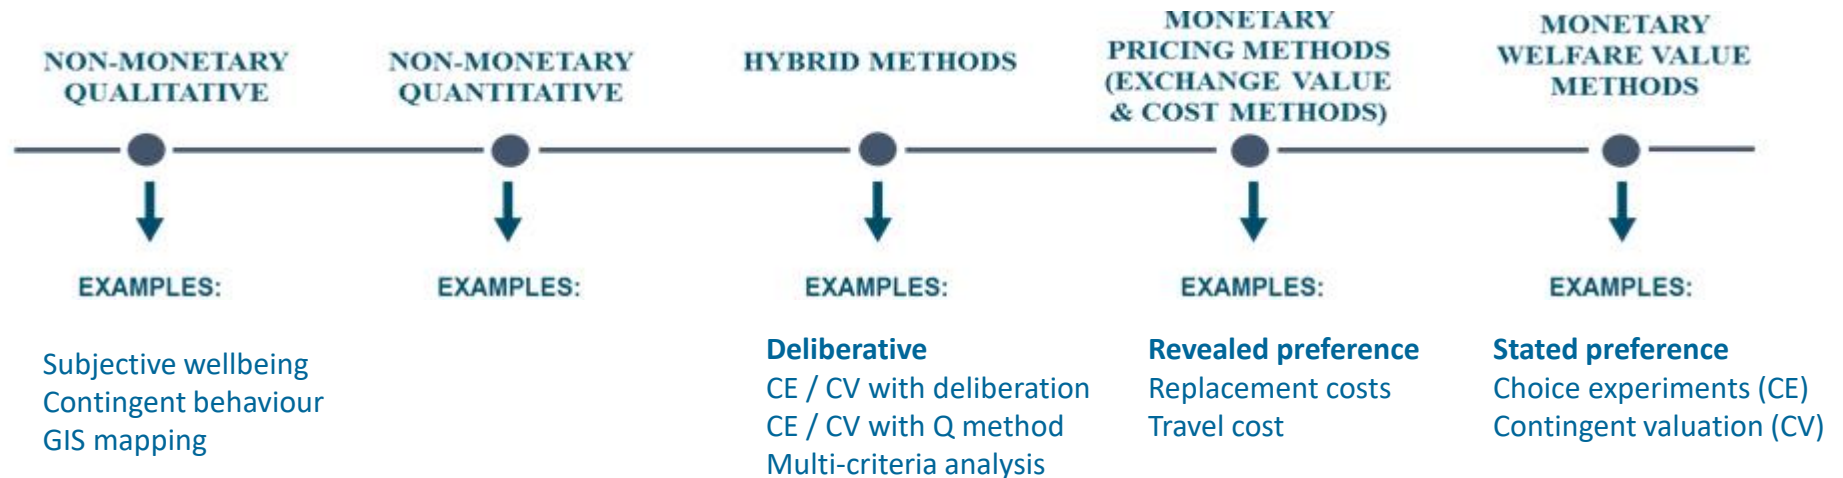 NON-MONETARY
QUALITATIVE
NON-MONETARY
QUANTITATIVE
HYBRID METHODS
MONETARY
PRICING METHODS
(EXCHANGE VALUE
& COST METHODS)
MONETARY
WELFARE VALUE
METHODS
EXAMPLES:
EXAMPLES:
EXAMPLES:
EXAMPLES:
EXAMPLES:
Subjective wellbeing
Contingent behaviour
GIS mapping
Deliberative
CE / CV with deliberation
CE / CV with Q method
Multi-criteria analysis
Revealed preference
Replacement costs
Travel cost
Stated preference
Choice experiments (CE)
Contingent valuation (CV)